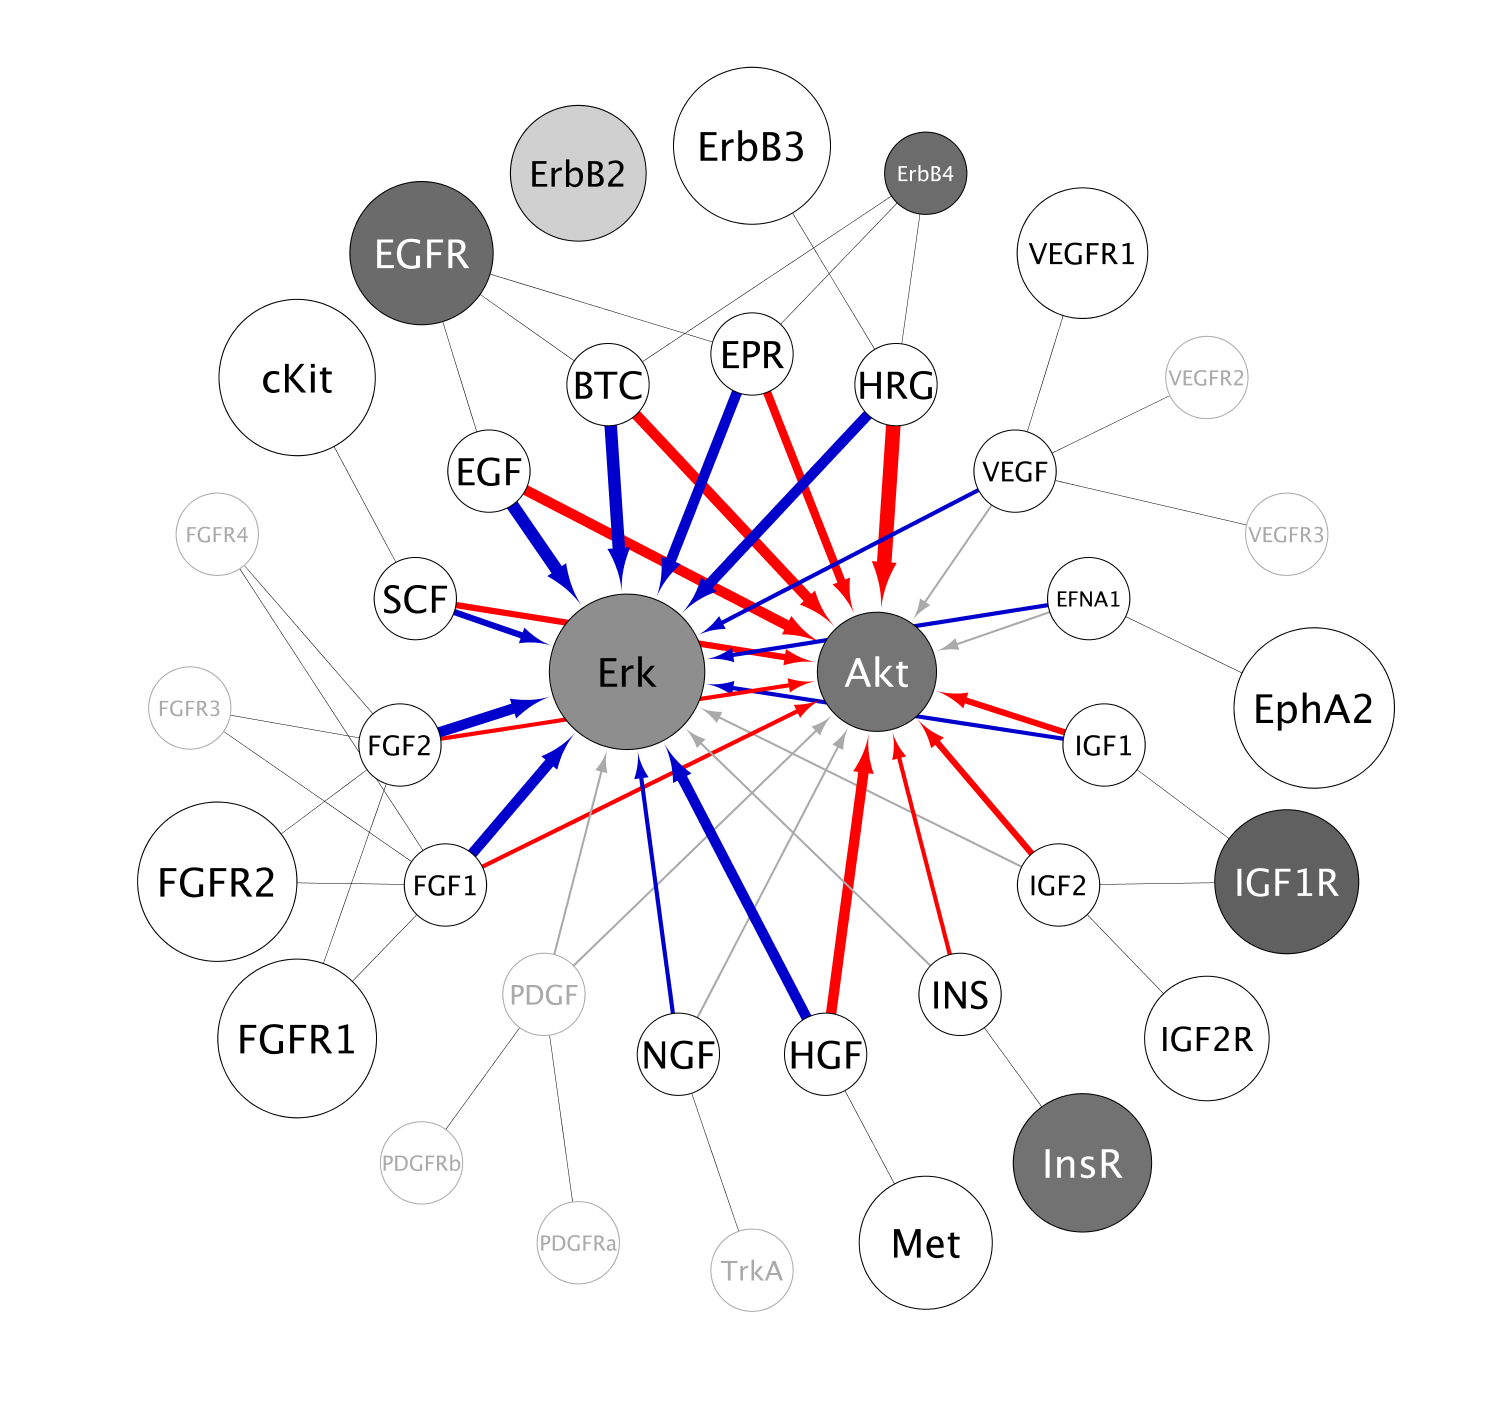 ErbB3
ErbB2
ErbB4
EGFR
VEGFR1
EPR
cKit
VEGFR2
BTC
HRG
EGF
VEGF
FGFR4
VEGFR3
SCF
EFNA1
Erk
Akt
FGFR3
EphA2
FGF2
IGF1
FGFR2
FGF1
IGF2
IGF1R
PDGF
INS
FGFR1
IGF2R
NGF
HGF
PDGFRb
InsR
PDGFRa
Met
TrkA